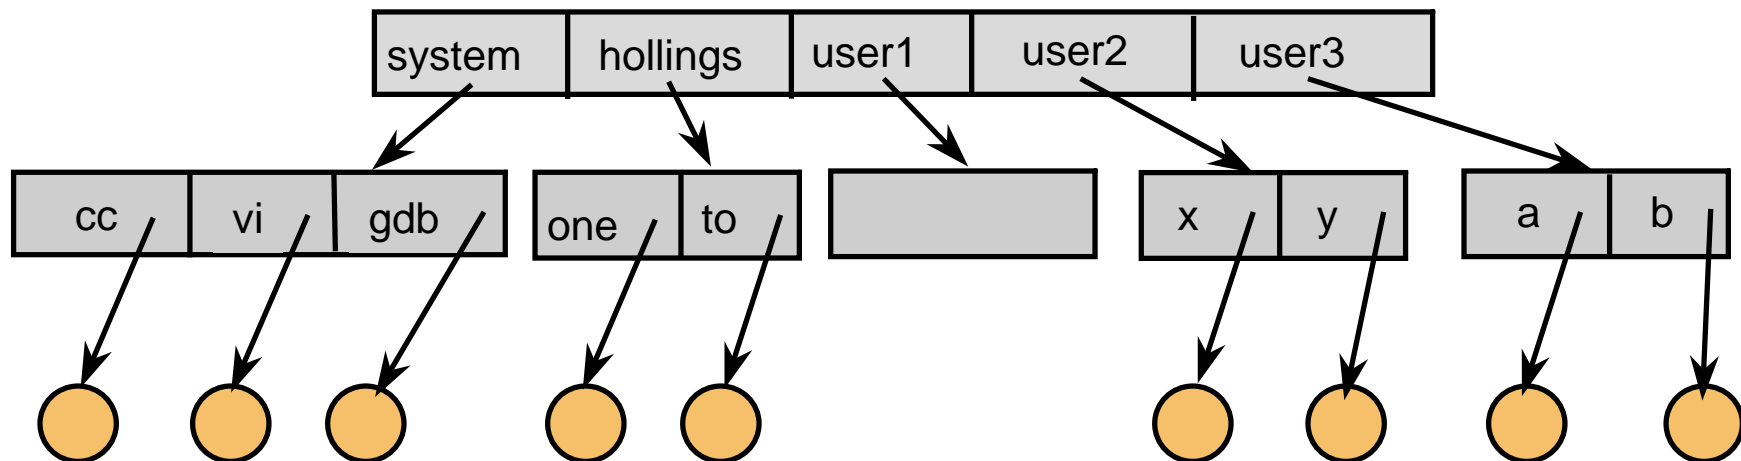 system hollings user1 user2 user3
cc vi gdb one to x y a b